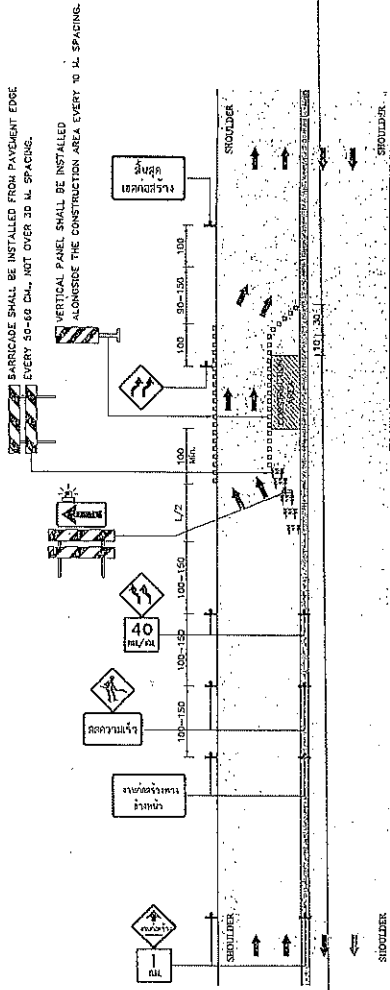 BARRICADE SHALL BE INSTALLED FROM PAVEMENT EDGE
EVERY 50-60 CM., NOT OVER 30 M. SPACING.
VERTICAL PANEL SHALL BE INSTALLED
ALONGSIDE THE CONSTRUCTION AREA EVERY 10 M. SPACING.
1
กม.
งานก่อสร้างทาง
ข้างหน้า
ลดความเร็ว
40
กม./ชม.
สิ้นสุด
เขตก่อสร้าง
100-150
100-150
100-150
L/2
100
100
90-150
100
SHOULDER
SHOULDER
AREA
10
30
SHOULDER
SHOULDER